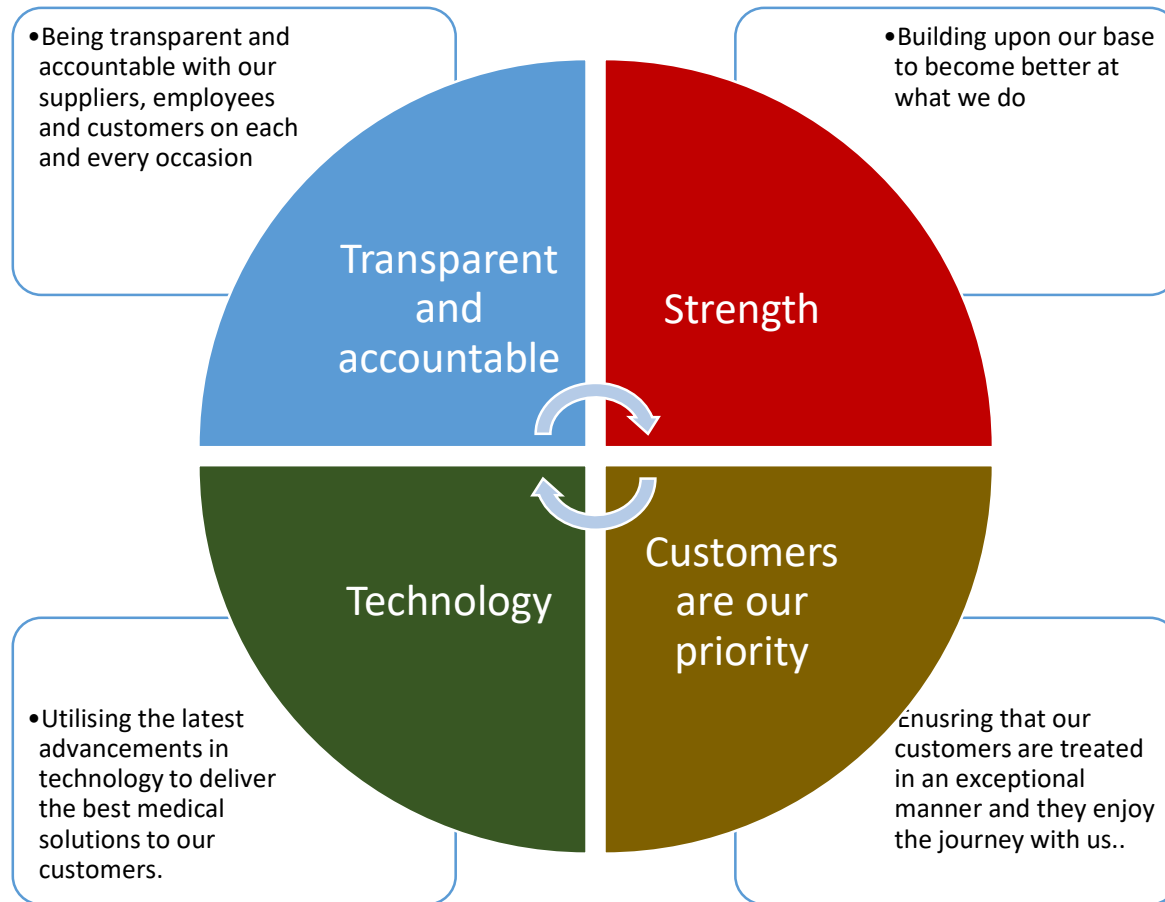 •Being transparent and
accountable with our
suppliers, employees
and customers on each
and every occasion
•Building upon our base
to become better at
what we do
Transparent
and
accountable
Strength
Technology
Customers
are our
priority
•Utilising the latest
advancements in
technology to deliver
the best medical
solutions to our
customers.
Enusring that our
customers are treated
in an exceptional
manner and they enjoy
the journey with us..